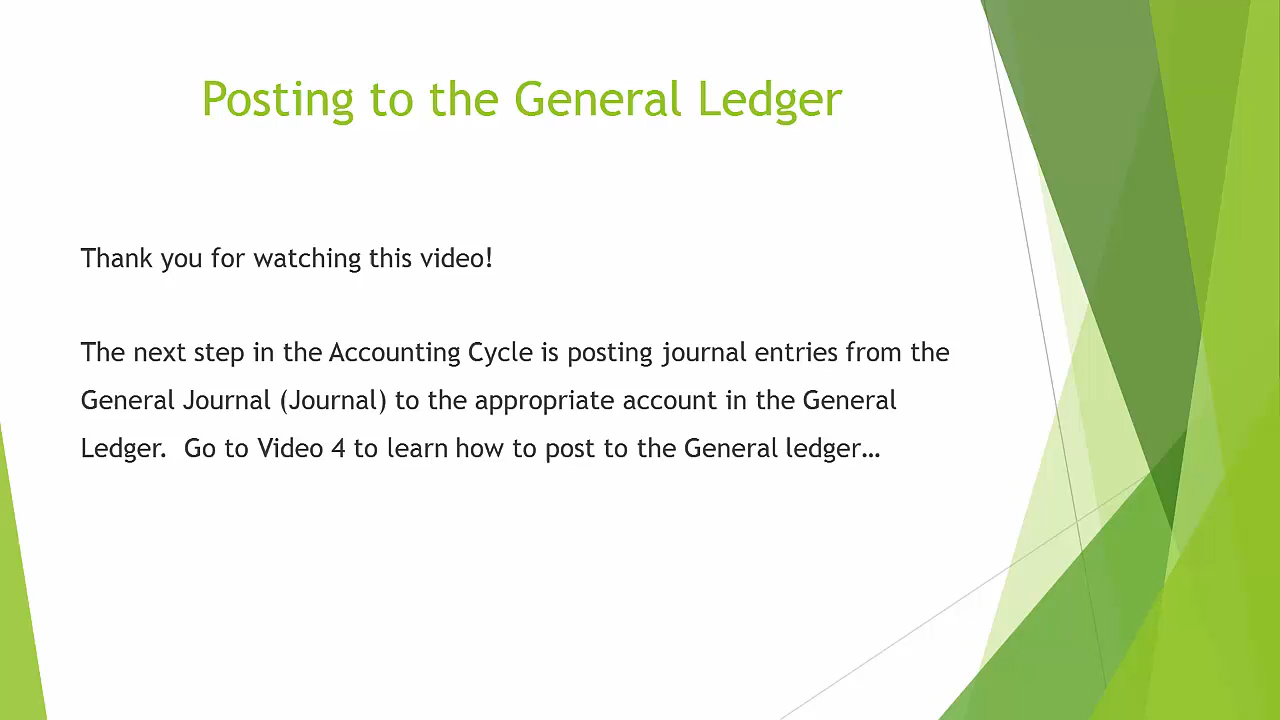 Posting to the General Ledger
Thank you for watching this video!
The next step in the Accounting Cycle is posting journal entries from the
General Journal (Journal) to the appropriate account in the General
Ledger.  Go to Video 4 to learn how to post to the General ledger…